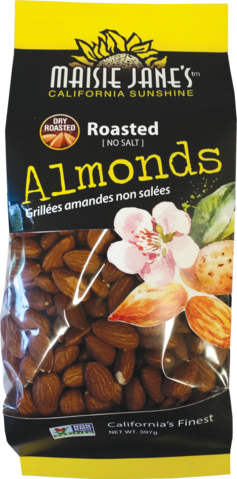 MAISIE JANE'S™
CALIFORNIA SUNSHINE
DRY
ROASTED
Roasted
[NO SALT]
Almonds
Grillées amandes non salées
California's Finest
NET WT. 397g